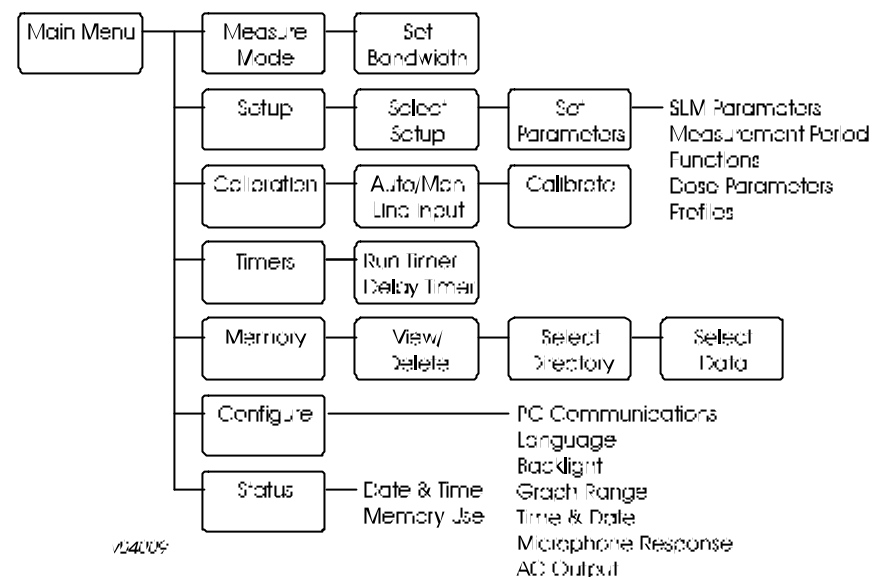 Main Menu
Measure
Mode
Set
Bandwidth
Setup
Select
Setup
Set
Parameters
SLM Parameters
Measurement Period
Functions
Dose Parameters
Profiles
Calibration
Auto/Man
Line Input
Calibrate
Timers
Run Timer
Delay Timer
Memory
View/
Delete
Select
Directory
Select
Data
Configure
PC Communications
Language
Backlight
Graph Range
Time & Date
Microphone Response
AC Output
Status
Date & Time
Memory Use